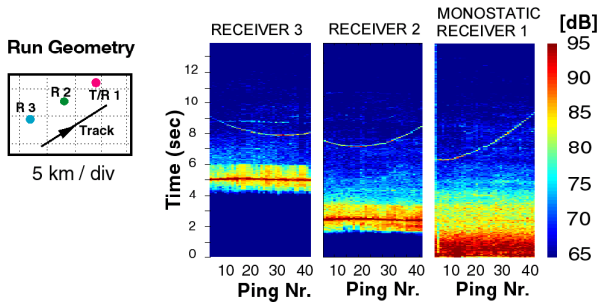 Run Geometry
R 3
R 2
T/R 1
Track
5 km / div
RECEIVER 3
RECEIVER 2
MONOSTATIC
RECEIVER 1
[dB]
Time (sec)
12
10
8
6
4
2
0
10 20 30 40
10 20 30 40
10 20 30 40
Ping Nr.
Ping Nr.
Ping Nr.
95
90
85
80
75
70
65